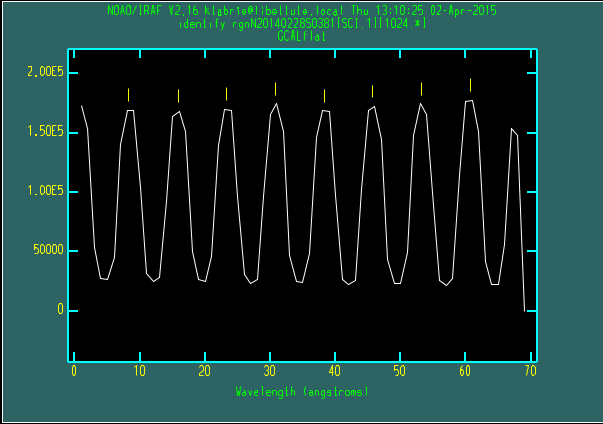 NOAO/IRAF V2.16 klabrie@libellule.local Thu 13:10:25 02-Apr-2015
identify rgnN20140228S0381[SCI,1][1024,*]
GCALflat
2.00E5
1.50E5
1.00E5
50000
0
0 10 20 30 40 50 60 70
Wavelength (angstroms)